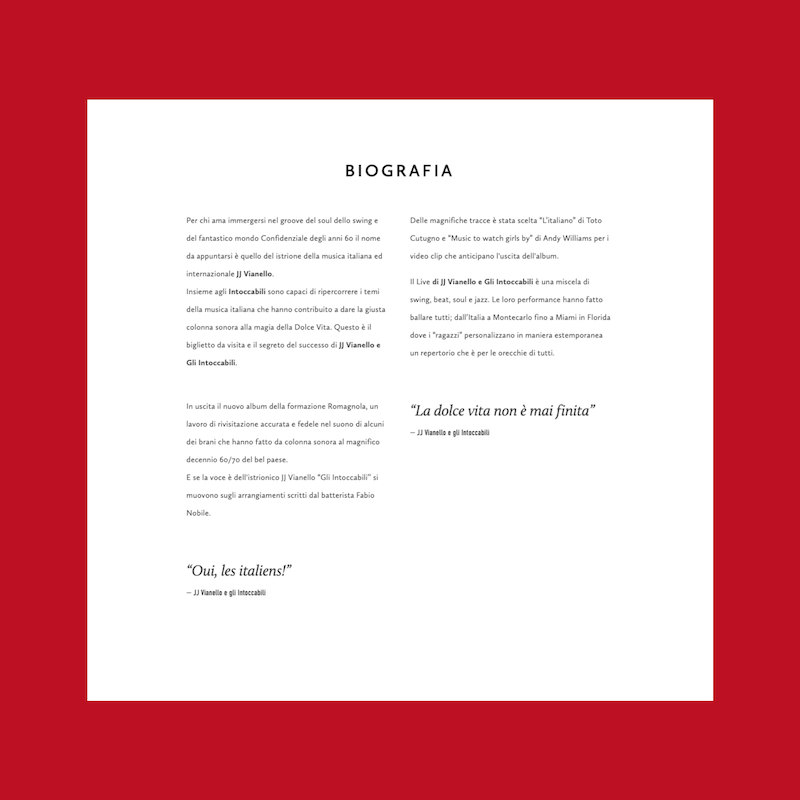 BIOGRAFIA
Per chi ama immergersi nel groove del soul dello swing e
del fantastico mondo Confidenziale degli anni 60 il nome
da appuntarsi è quello del istrione della musica italiana ed
internazionale JJ Vianello.
Insieme agli Intoccabili sono capaci di ripercorrere i temi
della musica italiana che hanno contribuito a dare la giusta
colonna sonora alla magia della Dolce Vita. Questo è il
biglietto da visita e il segreto del successo di JJ Vianello e
Gli Intoccabili.
In uscita il nuovo album della formazione Romagnola, un
lavoro di rivisitazione accurata e fedele nel suono di alcuni
dei brani che hanno fatto da colonna sonora al magnifico
decennio 60/70 del bel paese.
E se la voce è dell'istrionico JJ Vianello "Gli Intoccabili" si
muovono sugli arrangiamenti scritti dal batterista Fabio
Nobile.
“Oui, les italiens!”
— JJ Vianello e gli Intoccabili
Delle magnifiche tracce è stata scelta "L'italiano" di Toto
Cutugno e "Music to watch girls by" di Andy Williams per i
video clip che anticipano l'uscita dell'album.
Il Live di JJ Vianello e Gli Intoccabili è una miscela di
swing, beat, soul e jazz. Le loro performance hanno fatto
ballare tutti; dall'Italia a Montecarlo fino a Miami in Florida
dove i "ragazzi" personalizzano in maniera estemporanea
un repertorio che è per le orecchie di tutti.
“La dolce vita non è mai finita”
— JJ Vianello e gli Intoccabili